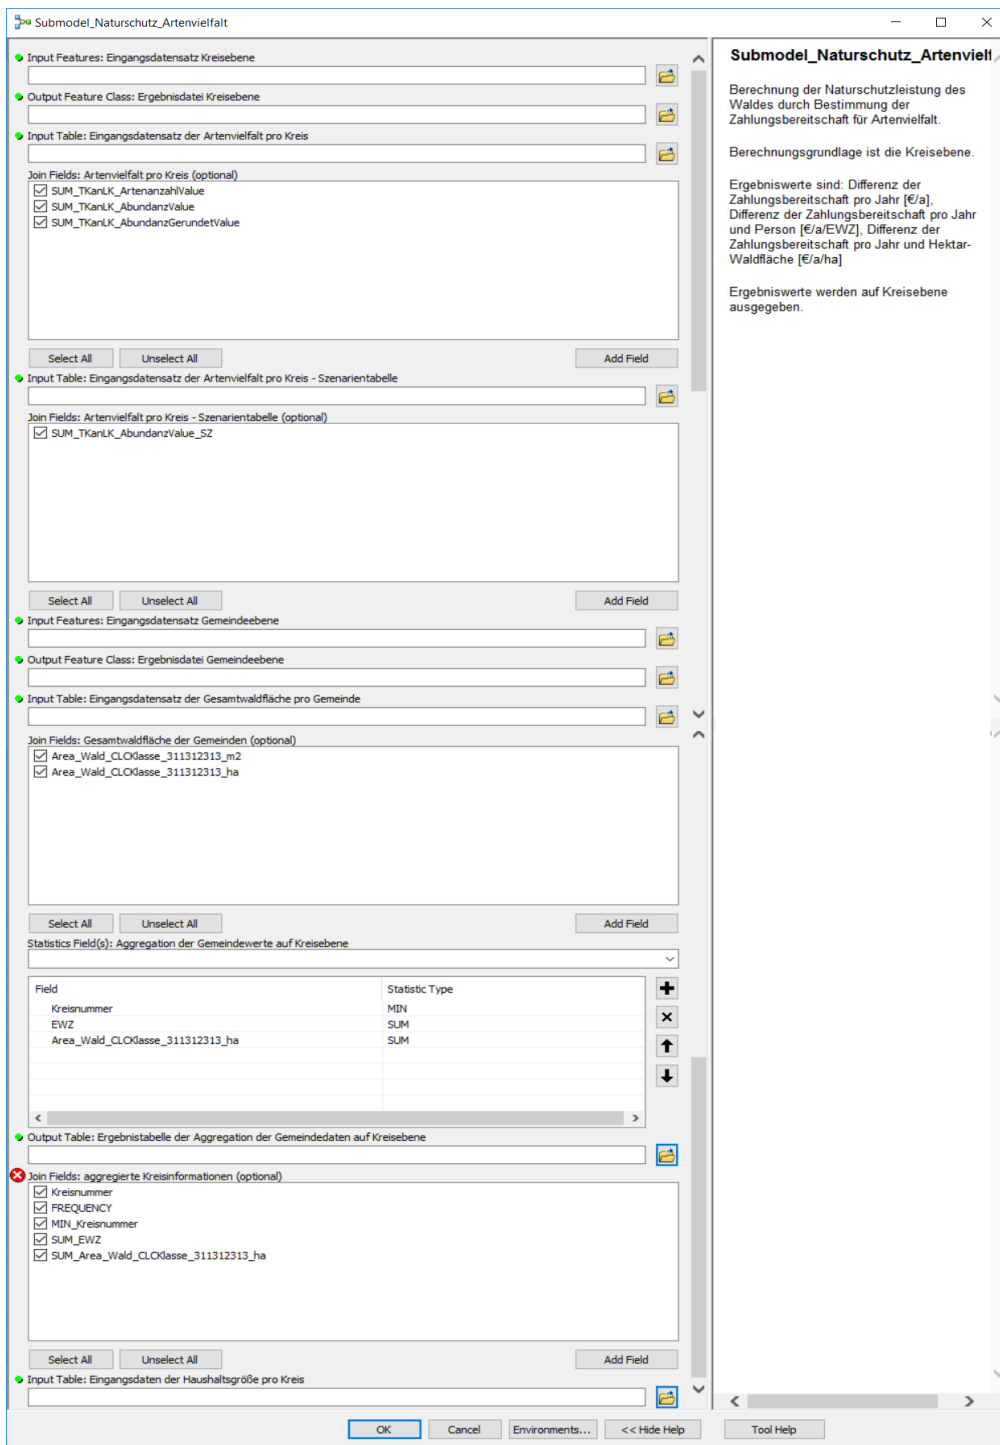 Submodel_Naturschutz_Artenvielfalt
Input Features: Eingangsdatensatz Kreisebene
Output Feature Class: Ergebnisdatei Kreisebene
Input Table: Eingangsdatensatz der Artenvielfalt pro Kreis
Join Fields: Artenvielfalt pro Kreis (optional)
SUM_TKanLK_ArtenanzahlValue
SUM_TKanLK_AbundanzValue
SUM_TKanLK_AbundanzGerundetValue
Select All Unselect All Add Field
Input Table: Eingangsdatensatz der Artenvielfalt pro Kreis - Szenarientabelle
Join Fields: Artenvielfalt pro Kreis - Szenarientabelle (optional)
SUM_TKanLK_AbundanzValue_SZ
Select All Unselect All Add Field
Input Features: Eingangsdatensatz Gemeindeebene
Output Feature Class: Ergebnisdatei Gemeindeebene
Input Table: Eingangsdatensatz der Gesamtwaldfläche pro Gemeinde
Join Fields: Gesamtwaldfläche der Gemeinden (optional)
Area_Wald_CLCKlasse_311312313_m2
Area_Wald_CLCKlasse_311312313_ha
Select All Unselect All Add Field
Statistics Field(s): Aggregation der Gemeindewerte auf Kreisebene
Field Statistic Type
Kreisnummer MIN
EWZ SUM
Area_Wald_CLCKlasse_311312313_ha SUM
Output Table: Ergebnistabelle der Aggregation der Gemeindedaten auf Kreisebene
Join Fields: aggregierte Kreisinformationen (optional)
Kreisnummer
FREQUENCY
MIN_Kreisnummer
SUM_EWZ
SUM_Area_Wald_CLCKlasse_311312313_ha
Select All Unselect All Add Field
Input Table: Eingangsdaten der Haushaltsgröße pro Kreis
OK Cancel Environments... << Hide Help Tool Help
Submodel_Naturschutz_Artenvielf
Berechnung der Naturschutzleistung des
Waldes durch Bestimmung der
Zahlungsbereitschaft für Artenvielfalt.
Berechnungsgrundlage ist die Kreisebene.
Ergebniswerte sind: Differenz der
Zahlungsbereitschaft pro Jahr [€/a],
Differenz der Zahlungsbereitschaft pro Jahr
und Person [€/a/EWZ], Differenz der
Zahlungsbereitschaft pro Jahr und Hektar-
Waldfläche [€/a/ha]
Ergebniswerte werden auf Kreisebene
ausgegeben.